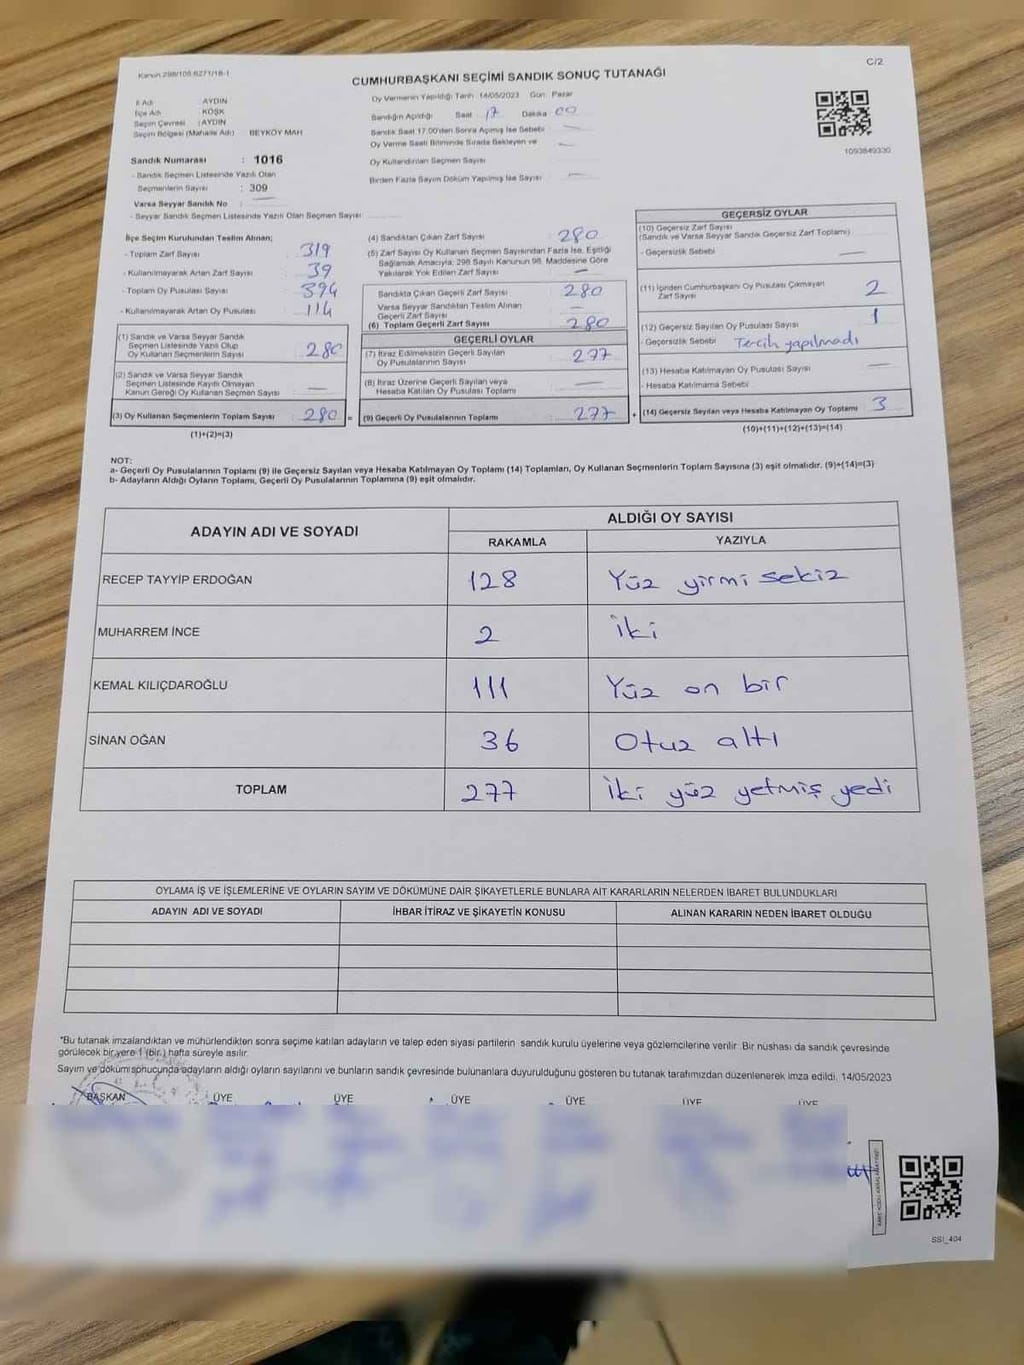 Kanun 298/106,6271/18-1
C/2
CUMHURBAŞKANI SEÇİMİ SANDIK SONUÇ TUTANAĞI
İl Adı : AYDIN
İlçe Adı : KÖŞK
Seçim Çevresi : AYDIN
Seçim Bölgesi (Mahalle Adı) BEYKÖY MAH
Sandık Numarası : 1016
- Sandık Seçmen Listesinde Yazılı Olan
Seçmenlerin Sayısı : 309
Varsa Seyyar Sandık No : —
- Seyyar Sandık Seçmen Listesinde Yazılı Olan Seçmen Sayısı
Oy Vermenin Yapıldığı Tarih 14/05/2023 Gün: Pazar
Sandığın Açıldığı Saat 17 Dakika 00
Sandık Saat 17.00'den Sonra Açılmış İse Sebebi —
Oy Verme Saati Bitiminde Sırada Bekleyen ve
Oy Kullandırılan Seçmen Sayısı —
Birden Fazla Sayım Döküm Yapılmış İse Sayısı —
1093849330
İlçe Seçim Kurulundan Teslim Alınan;
- Toplam Zarf Sayısı : 319
- Kullanılmayarak Artan Zarf Sayısı : 39
- Toplam Oy Pusulası Sayısı : 394
- Kullanılmayarak Artan Oy Pusulası : 114
(1) Sandık ve Varsa Seyyar Sandık
Seçmen Listesinde Yazılı Olup
Oy Kullanan Seçmenlerin Sayısı : 280
(2) Sandık ve Varsa Seyyar Sandık
Seçmen Listesinde Kayıtlı Olmayan
Kanun Gereği Oy Kullanan Seçmen Sayısı —
(3) Oy Kullanan Seçmenlerin Toplam Sayısı : 280 =
(1)+(2)=(3)
(4) Sandıktan Çıkan Zarf Sayısı : 280
(5) Zarf Sayısı Oy Kullanan Seçmen Sayısından Fazla İse, Eşitliği
Sağlamak Amacıyla; 298 Sayılı Kanunun 98. Maddesine Göre
Yakılarak Yok Edilen Zarf Sayısı —
Sandıkta Çıkan Geçerli Zarf Sayısı : 280
Varsa Seyyar Sandıktan Teslim Alınan
Geçerli Zarf Sayısı —
(6) Toplam Geçerli Zarf Sayısı : 280
GEÇERLİ OYLAR
(7) İtiraz Edilmeksizin Geçerli Sayılan
Oy Pusulalarının Sayısı : 277
(8) İtiraz Üzerine Geçerli Sayılan veya
Hesaba Katılan Oy Pusulası Toplamı —
(9) Geçerli Oy Pusulalarının Toplamı : 277 +
GEÇERSİZ OYLAR
(10) Geçersiz Zarf Sayısı
(Sandık ve Varsa Seyyar Sandık Geçersiz Zarf Toplamı)
- Geçersizlik Sebebi —
(11) İçinden Cumhurbaşkanı Oy Pusulası Çıkmayan
Zarf Sayısı 2
(12) Geçersiz Sayılan Oy Pusulası Sayısı 1
- Geçersizlik Sebebi Tercih yapılmadı
(13) Hesaba Katılmayan Oy Pusulası Sayısı —
- Hesaba Katılmama Sebebi —
(14) Geçersiz Sayılan veya Hesaba Katılmayan Oy Toplamı 3
(10)+(11)+(12)+(13)=(14)
NOT:
a- Geçerli Oy Pusulalarının Toplamı (9) ile Geçersiz Sayılan veya Hesaba Katılmayan Oy Toplamı (14) Toplamları, Oy Kullanan Seçmenlerin Toplam Sayısına (3) eşit olmalıdır. (9)+(14)=(3)
b- Adayların Aldığı Oyların Toplamı, Geçerli Oy Pusulalarının Toplamına (9) eşit olmalıdır.
ADAYIN ADI VE SOYADI ALDIĞI OY SAYISI
RAKAMLA YAZIYLA
RECEP TAYYİP ERDOĞAN 128 Yüz yirmi sekiz
MUHARREM İNCE 2 İki
KEMAL KILIÇDAROĞLU 111 Yüz on bir
SİNAN OĞAN 36 Otuz altı
TOPLAM 277 İki yüz yetmiş yedi
OYLAMA İŞ VE İŞLEMLERİNE VE OYLARIN SAYIM VE DÖKÜMÜNE DAİR ŞİKAYETLERLE BUNLARA AİT KARARLARIN NELERDEN İBARET BULUNDUKLARI
ADAYIN ADI VE SOYADI İHBAR İTİRAZ VE ŞİKAYETİN KONUSU ALINAN KARARIN NEDEN İBARET OLDUĞU
*Bu tutanak imzalandıktan ve mühürlendikten sonra seçime katılan adayların ve talep eden siyasi partilerin sandık kurulu üyelerine veya gözlemcilerine verilir. Bir nüshası da sandık çevresinde
görülecek bir yere 1 (bir) hafta süreyle asılır.
Sayım ve döküm sonucunda adayların aldığı oyların sayılarını ve bunların sandık çevresinde bulunanlara duyurulduğunu gösteren bu tutanak tarafımızdan düzenlenerek imza edildi. 14/05/2023
BAŞKAN ÜYE ÜYE ÜYE ÜYE ÜYE ÜYE
SSI_404